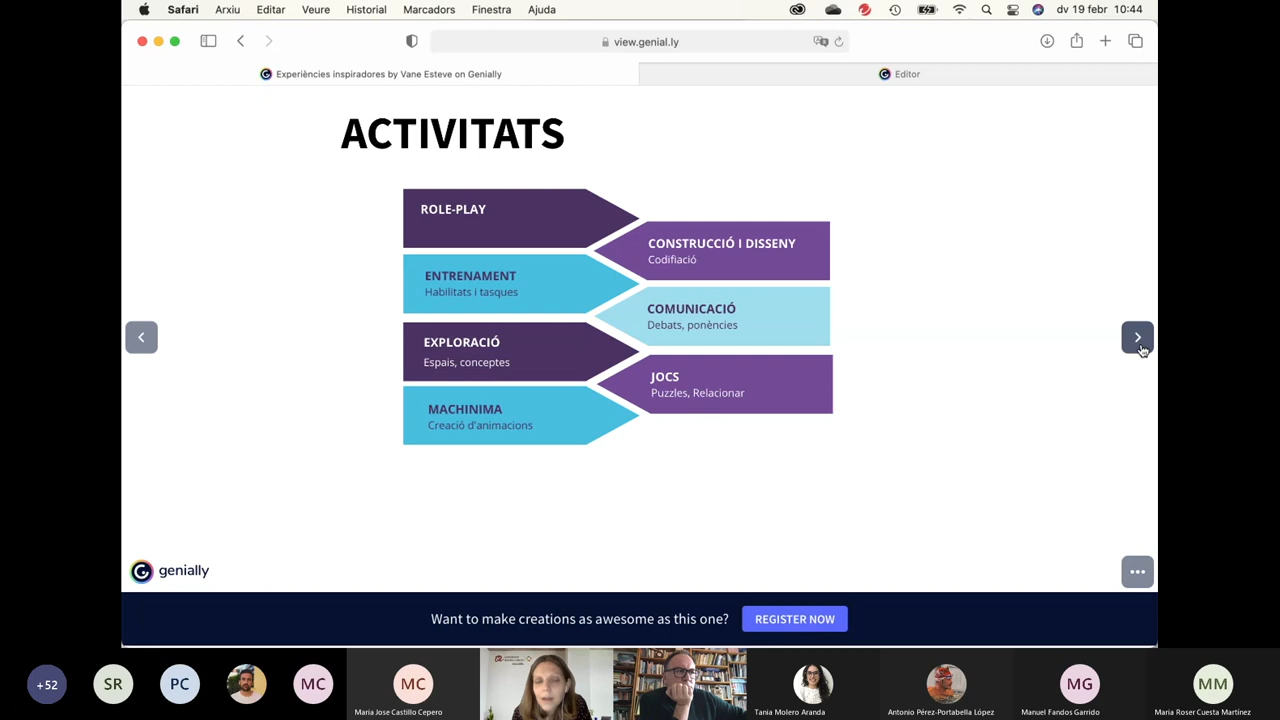 Safari Arxiu Editar Veure Historial Marcadors Finestra Ajuda dv 19 febr 10:44
view.genial.ly
Experiències inspiradores by Vane Esteve on Genially
Editor
ACTIVITATS
ROLE-PLAY
CONSTRUCCIÓ I DISSENY
Codifiació
ENTRENAMENT
Habilitats i tasques
COMUNICACIÓ
Debats, ponències
EXPLORACIÓ
Espais, conceptes
JOCS
Puzzles, Relacionar
MACHINIMA
Creació d'animacions
genially
Want to make creations as awesome as this one? REGISTER NOW
+52 SR PC MC MC MG MM
Maria Jose Castillo Cepero Tania Molero Aranda Antonio Pérez-Portabella López Manuel Fandos Garrido Maria Roser Cuesta Martínez